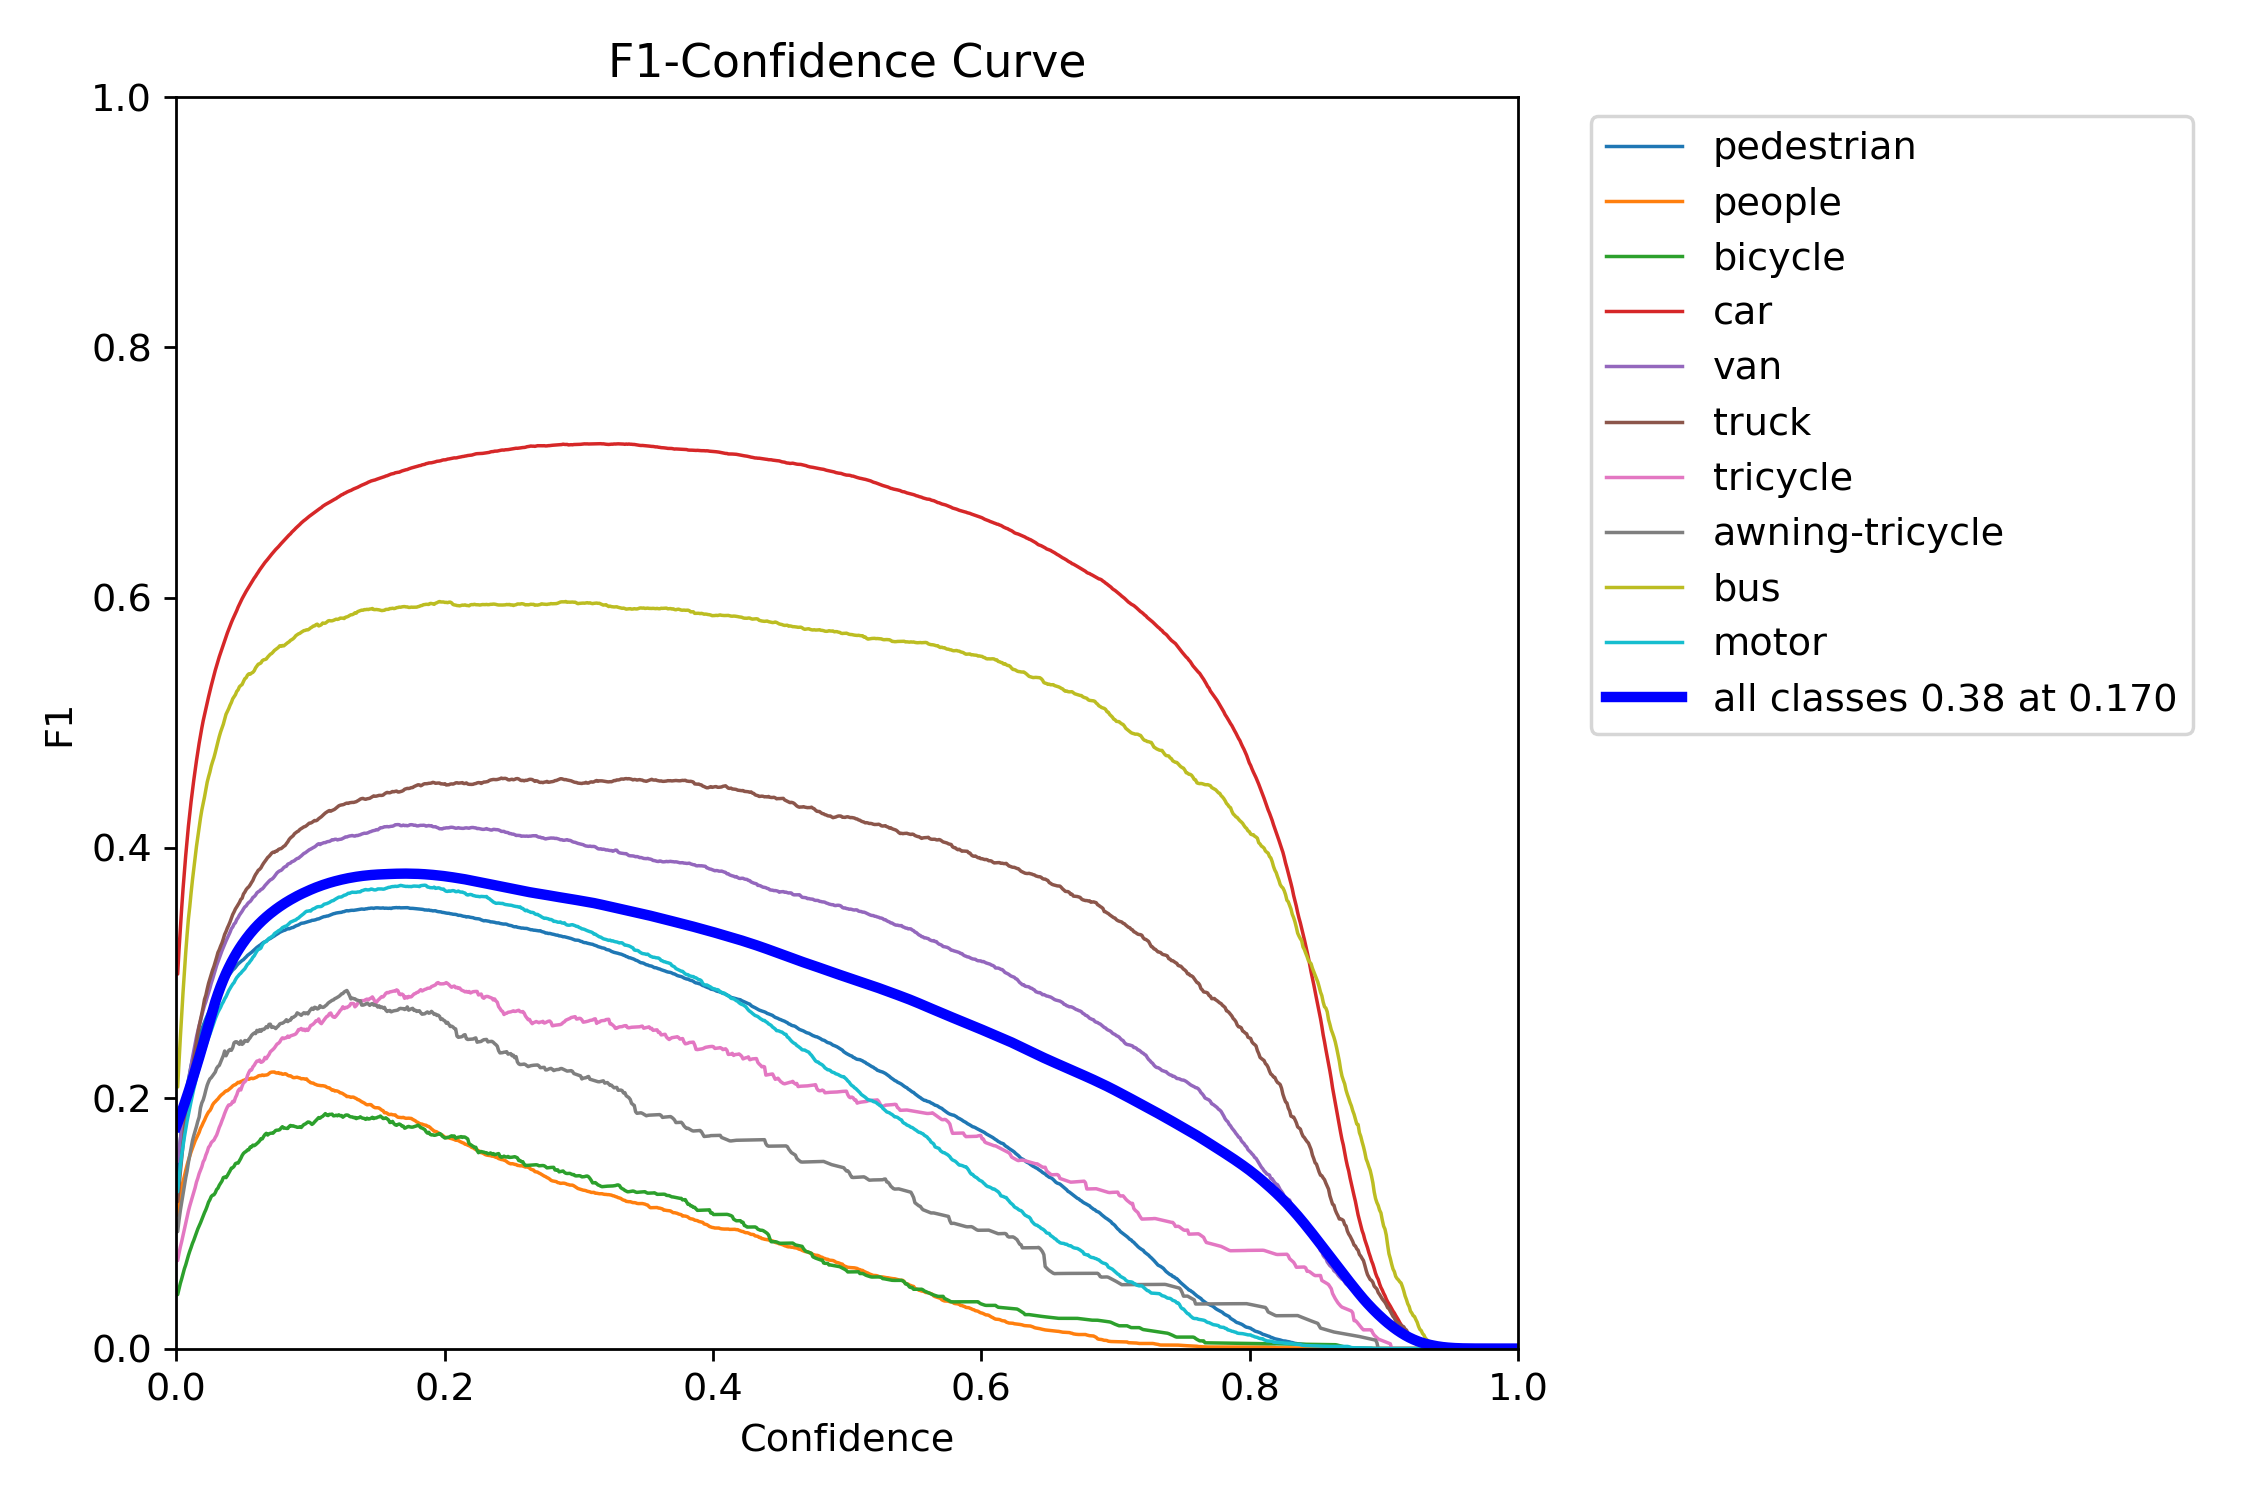 F1-Confidence Curve
1.0
0.8
0.6
0.4
0.2
0.0
F1
0.0 0.2 0.4 0.6 0.8 1.0
Confidence
pedestrian
people
bicycle
car
van
truck
tricycle
awning-tricycle
bus
motor
all classes 0.38 at 0.170